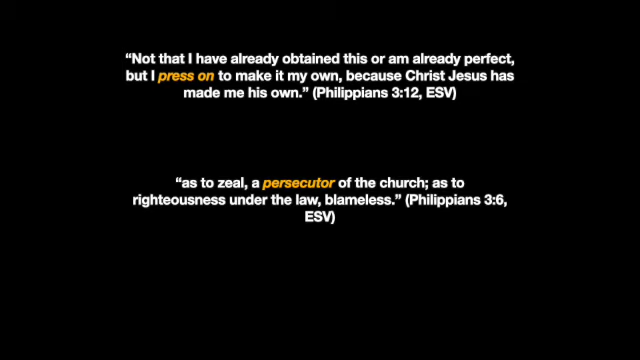 “Not that I have already obtained this or am already perfect,
but I press on to make it my own, because Christ Jesus has
made me his own.” (Philippians 3:12, ESV)
“as to zeal, a persecutor of the church; as to
righteousness under the law, blameless.” (Philippians 3:6,
ESV)